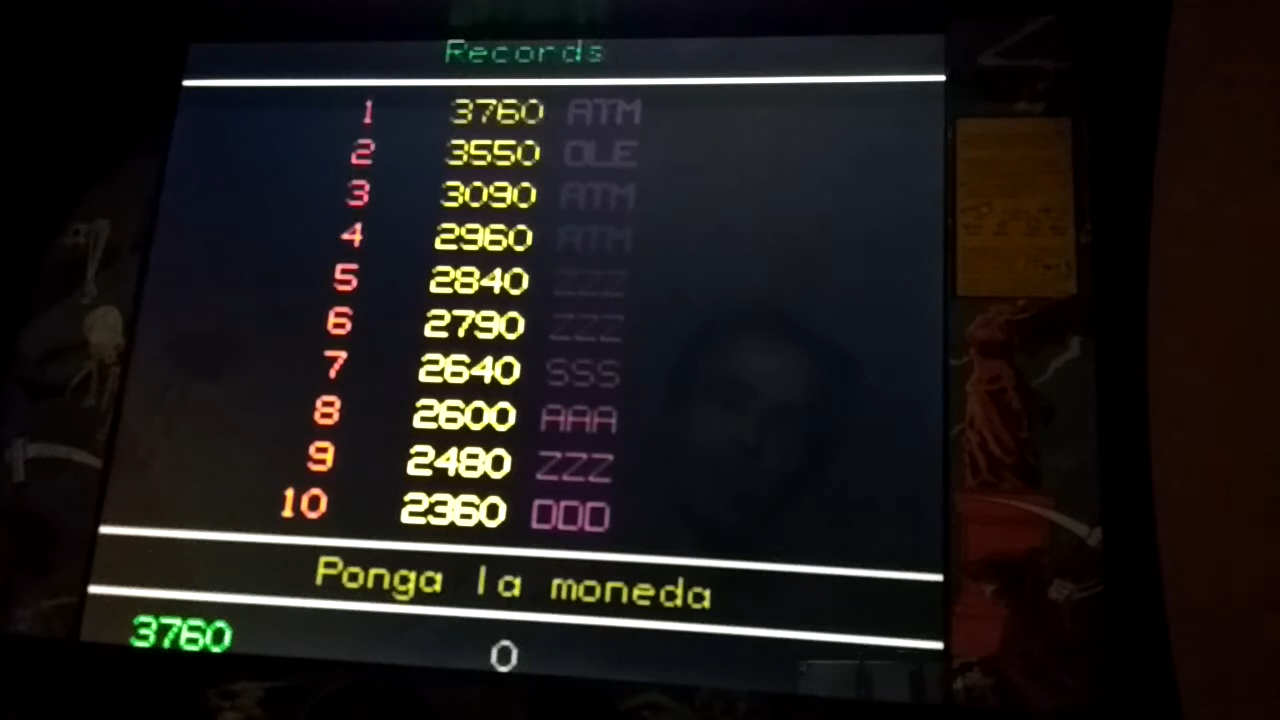 Records
1 3760 ATM
2 3550 OLE
3 3090 ATM
4 2960 ATM
5 2840 ZZZ
6 2790 ZZZ
7 2640 SSS
8 2600 AAA
9 2480 ZZZ
10 2360 DDD
Ponga la moneda
3760 0